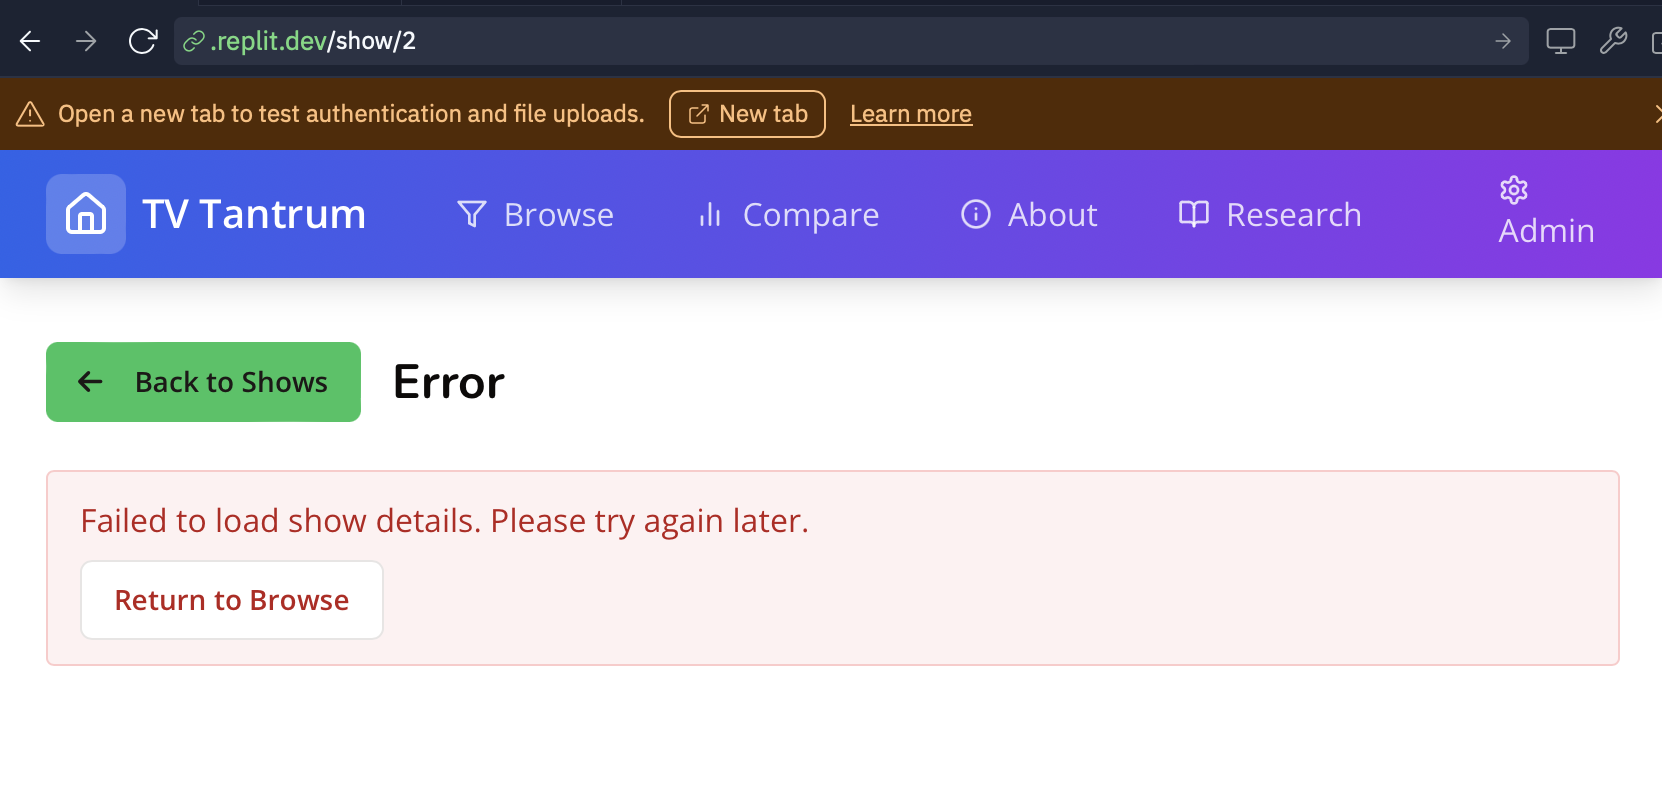 .replit.dev/show/2
Open a new tab to test authentication and file uploads. New tab Learn more
TV Tantrum Browse Compare About Research Admin
Back to Shows Error
Failed to load show details. Please try again later.
Return to Browse